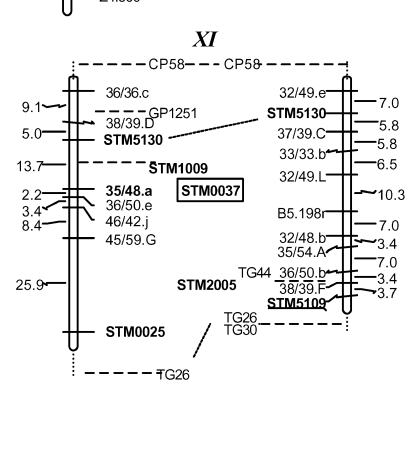 XI
CP58 CP58
36/36.c 32/49.e
9.1 7.0
GP1251 STM5130
38/39.D 5.8
5.0 37/39.C
STM5130 5.8
33/33.b
13.7 6.5
STM1009 32/49.L
35/48.a STM0037 10.3
2.2 36/50.e
3.4 B5.198r
46/42.j 7.0
8.4 32/48.b
45/59.G 3.4
35/54.A
7.0
TG44 36/50.b
25.9 STM2005 3.4
38/39.F 3.7
STM5109
TG26
STM0025 TG30
TG26